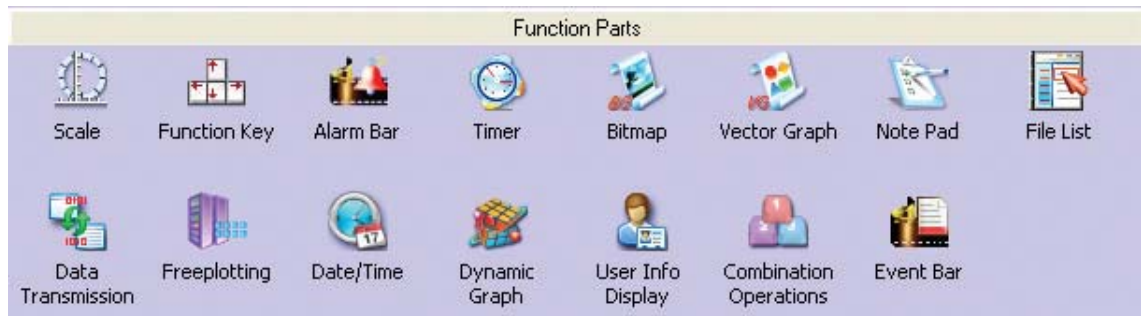 Function Parts
Scale
Function Key
Alarm Bar
Timer
Bitmap
Vector Graph
Note Pad
File List
Data
Transmission
Freeplotting
Date/Time
Dynamic
Graph
User Info
Display
Combination
Operations
Event Bar